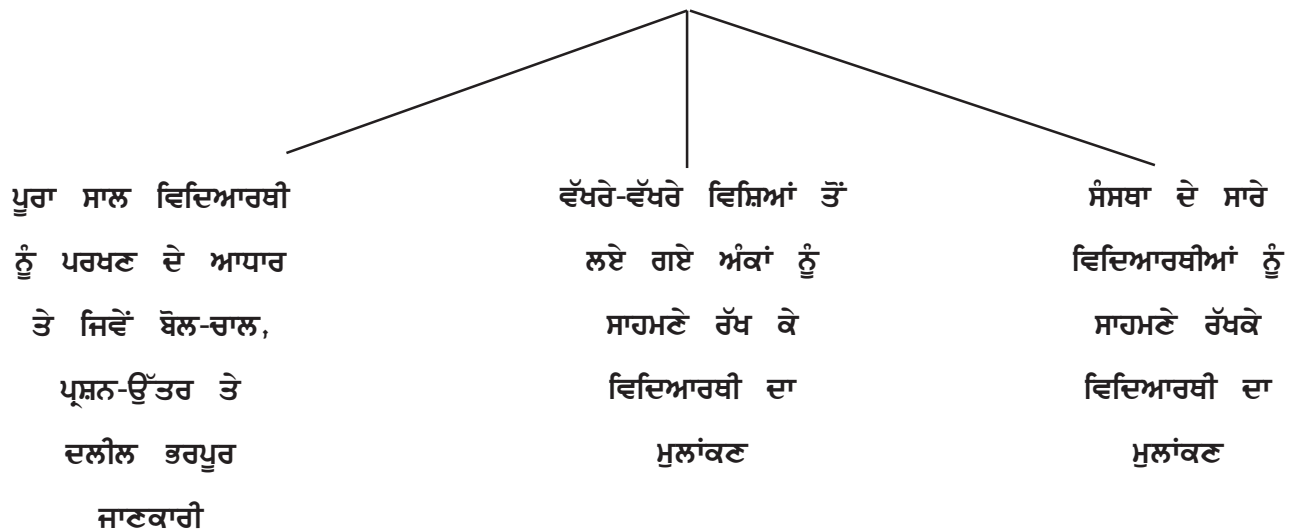 ਪੂਰਾ ਸਾਲ ਵਿਦਿਆਰਥੀ
ਨੂੰ ਪਰਖਣ ਦੇ ਆਧਾਰ
ਤੇ ਜਿਵੇਂ ਬੋਲ-ਚਾਲ,
ਪ੍ਰਸ਼ਨ-ਉੱਤਰ ਤੇ
ਦਲੀਲ ਭਰਪੂਰ
ਜਾਣਕਾਰੀ
ਵੱਖਰੇ-ਵੱਖਰੇ ਵਿਸ਼ਿਆਂ ਤੋਂ
ਲਏ ਗਏ ਅੰਕਾਂ ਨੂੰ
ਸਾਹਮਣੇ ਰੱਖ ਕੇ
ਵਿਦਿਆਰਥੀ ਦਾ
ਮੁਲਾਂਕਣ
ਸੰਸਥਾ ਦੇ ਸਾਰੇ
ਵਿਦਿਆਰਥੀਆਂ ਨੂੰ
ਸਾਹਮਣੇ ਰੱਖਕੇ
ਵਿਦਿਆਰਥੀ ਦਾ
ਮੁਲਾਂਕਣ